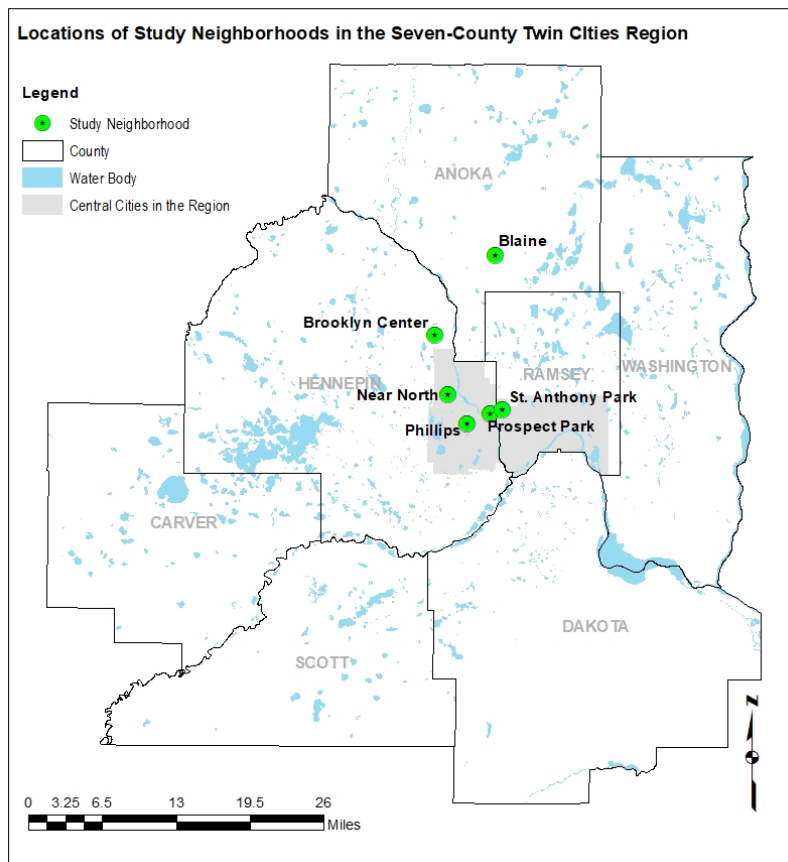 Locations of Study Neighborhoods in the Seven-County Twin CIties Region
Legend
Study Neighborhood
County
Water Body
Central Cities in the Region
ANOKA
Blaine
Brooklyn Center
HENNEPIN
RAMSEY
WASHINGTON
Near North
St. Anthony Park
Phillips
Prospect Park
CARVER
DAKOTA
SCOTT
N
0 3.25 6.5 13 19.5 26
Miles